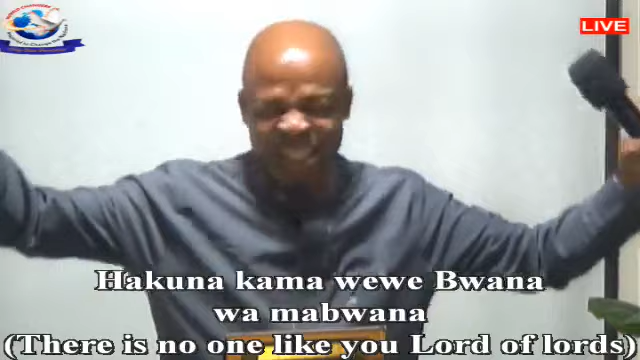 LIVE
Hakuna kama wewe Bwana
wa mabwana
(There is no one like you Lord of lords)